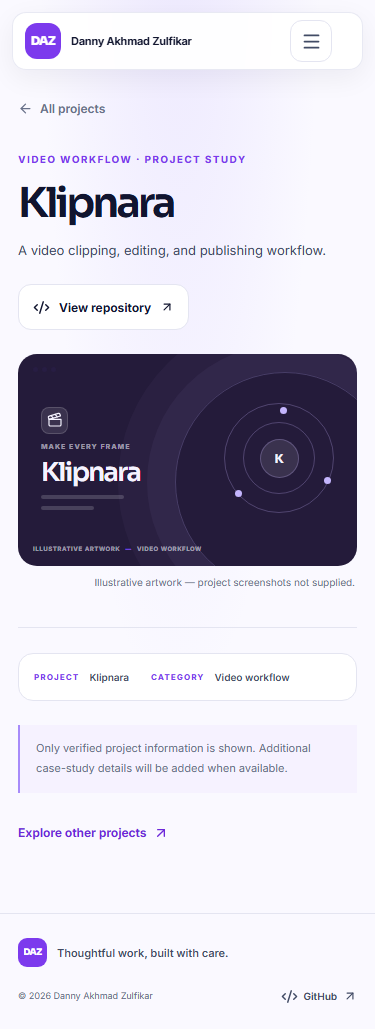 DAZ Danny Akhmad Zulfikar
All projects
VIDEO WORKFLOW · PROJECT STUDY
Klipnara
A video clipping, editing, and publishing workflow.
View repository
MAKE EVERY FRAME
Klipnara
K
ILLUSTRATIVE ARTWORK — VIDEO WORKFLOW
Illustrative artwork — project screenshots not supplied.
PROJECT Klipnara CATEGORY Video workflow
Only verified project information is shown. Additional
case-study details will be added when available.
Explore other projects
DAZ Thoughtful work, built with care.
© 2026 Danny Akhmad Zulfikar GitHub